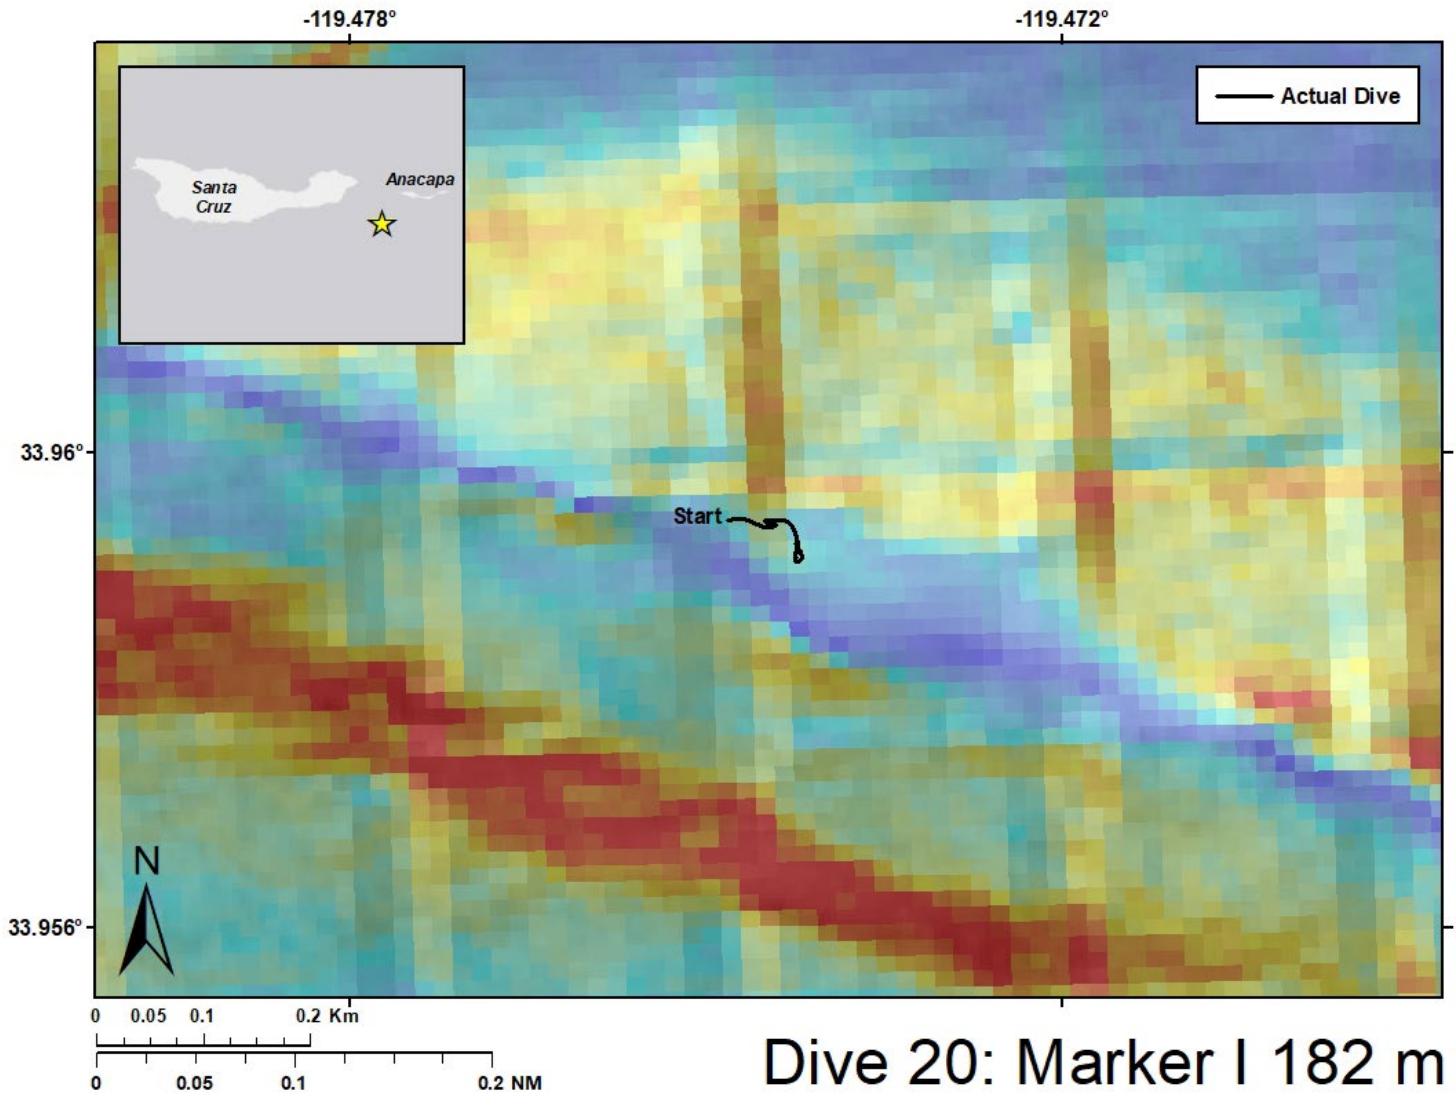 -119.478° -119.472°
Actual Dive
Santa
Cruz
Anacapa
33.96°
Start
N
33.956°
0 0.05 0.1 0.2 Km
0 0.05 0.1 0.2 NM
Dive 20: Marker I 182 m